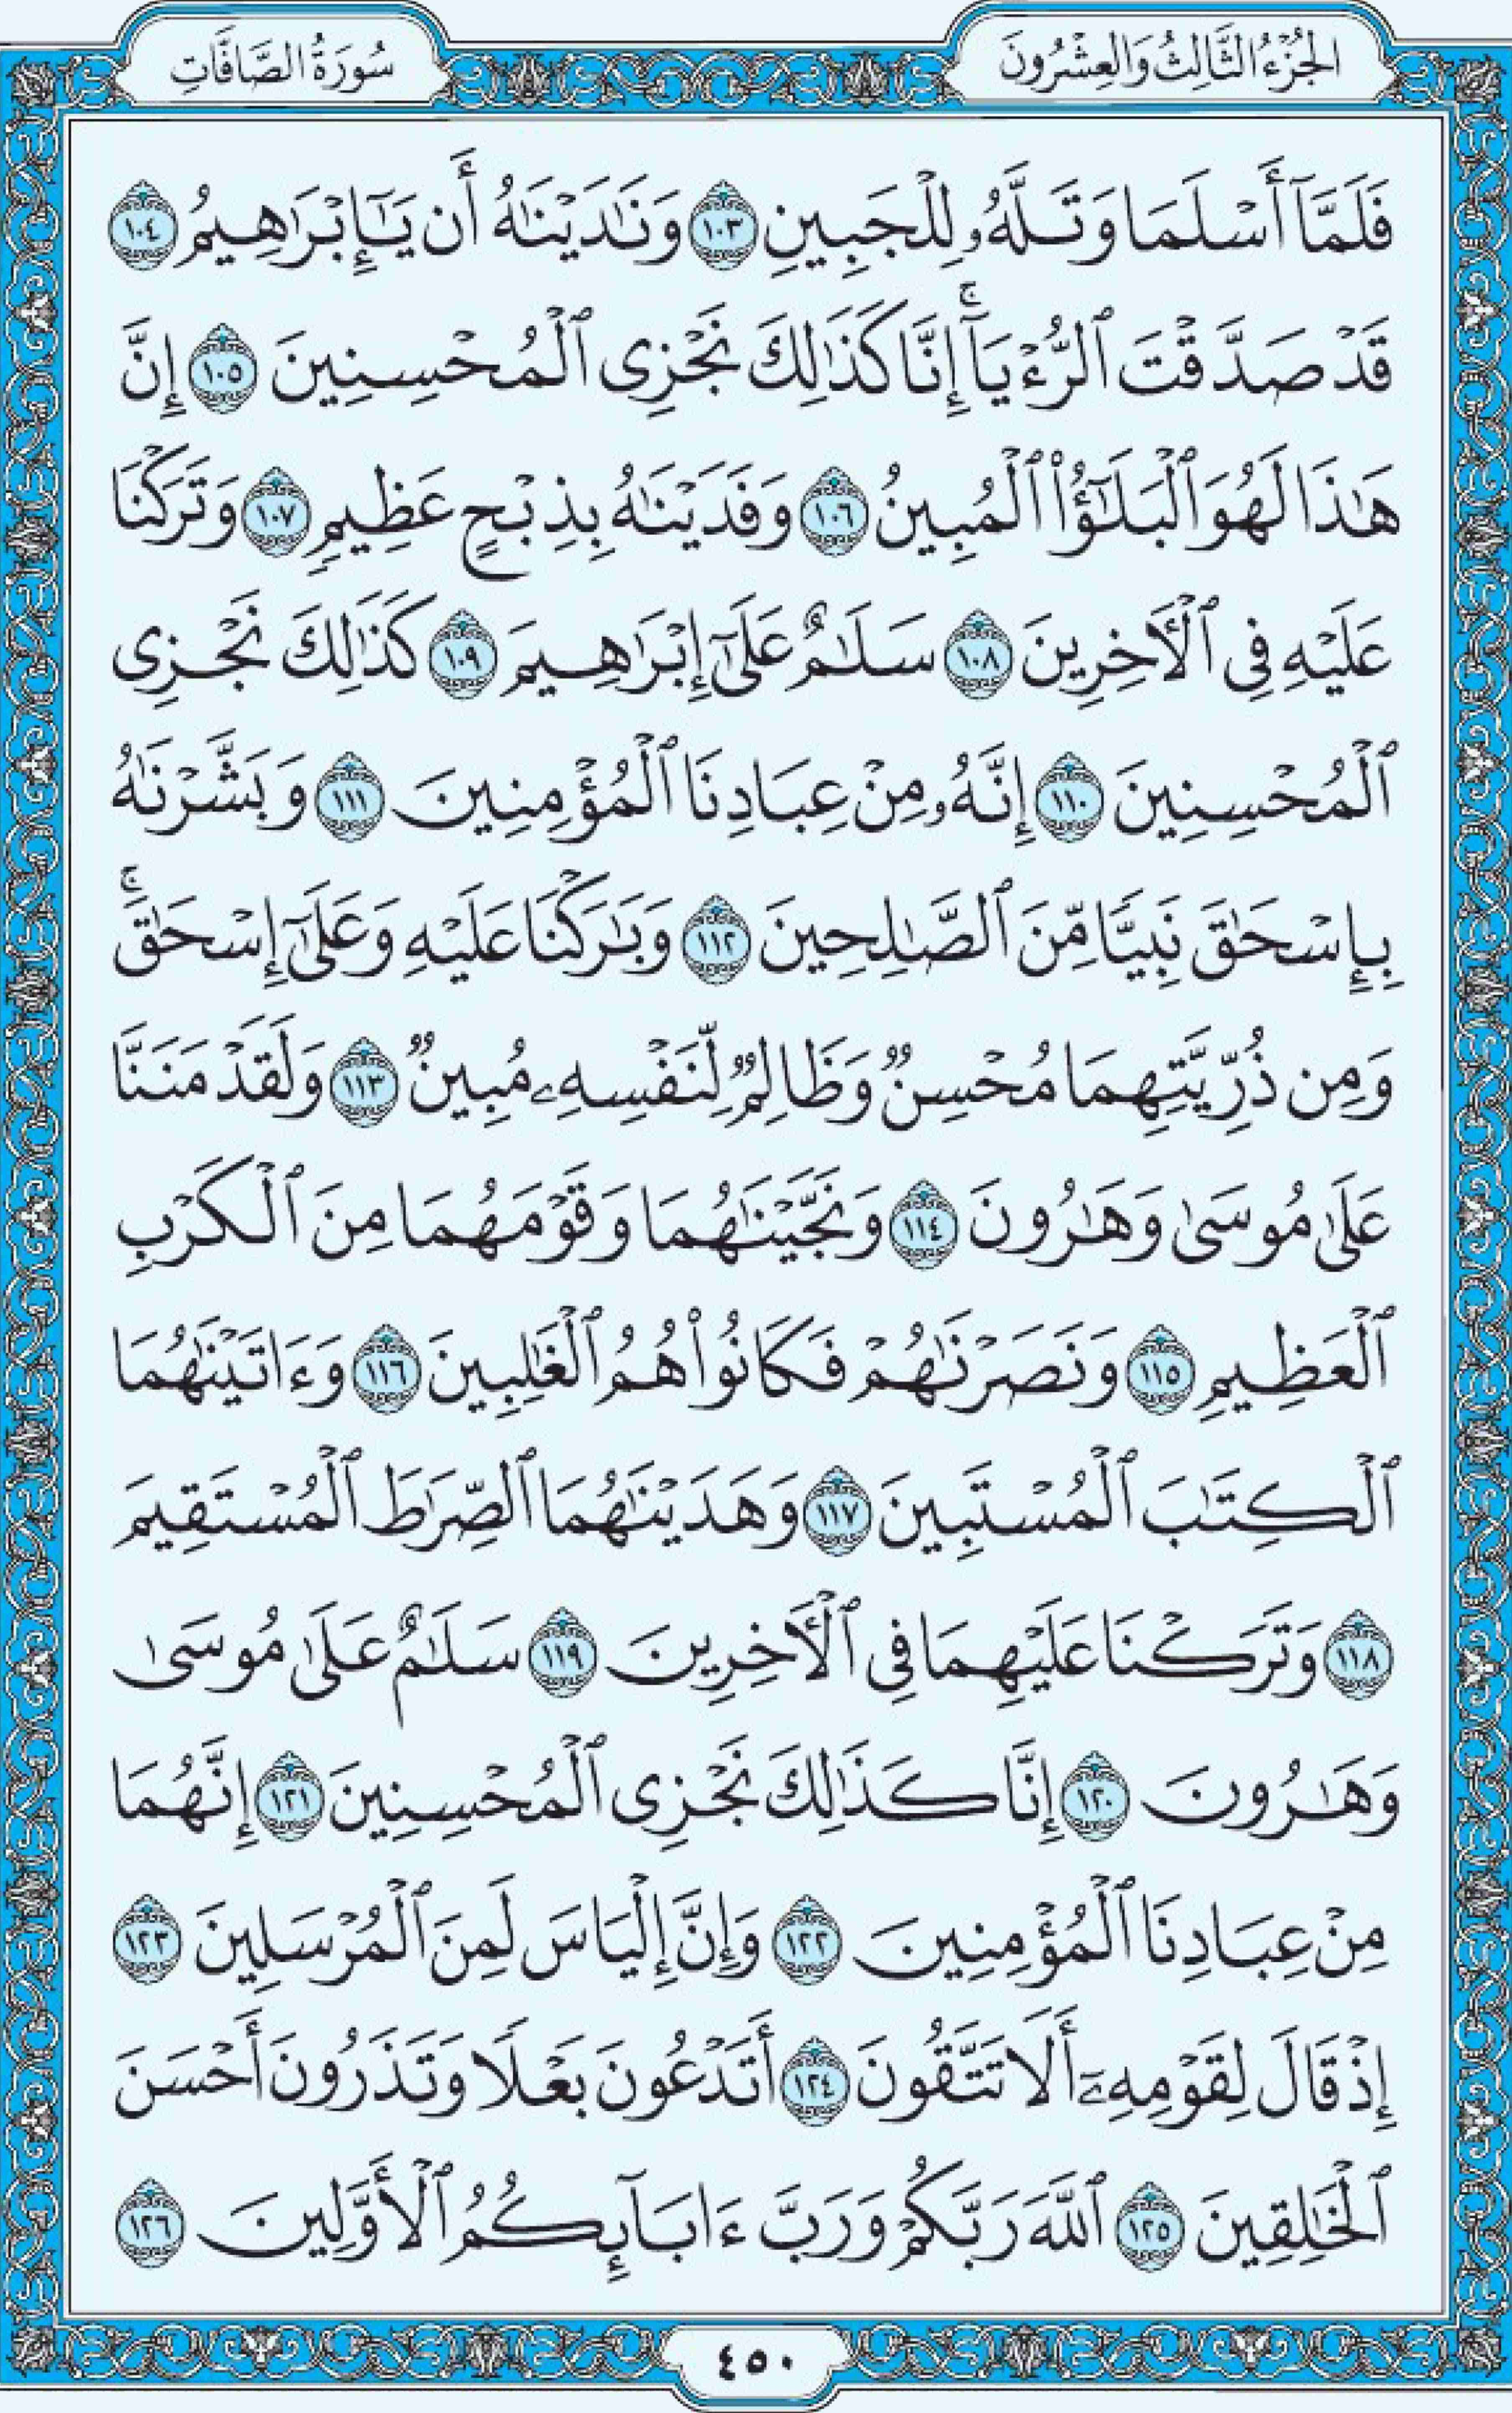 الجُزْءُ الثَّالِثُ وَالعِشْرُونَ
سُورَةُ الصَّافَّاتِ
فَلَمَّآ أَسْلَمَا وَتَلَّهُۥ لِلْجَبِينِ ١٠٣ وَنَٰدَيْنَٰهُ أَن يَٰٓإِبْرَٰهِيمُ ١٠٤
قَدْ صَدَّقْتَ ٱلرُّءْيَآ ۚ إِنَّا كَذَٰلِكَ نَجْزِى ٱلْمُحْسِنِينَ ١٠٥ إِنَّ
هَٰذَا لَهُوَ ٱلْبَلَٰٓؤُا۟ ٱلْمُبِينُ ١٠٦ وَفَدَيْنَٰهُ بِذِبْحٍ عَظِيمٍ ١٠٧ وَتَرَكْنَا
عَلَيْهِ فِى ٱلْءَاخِرِينَ ١٠٨ سَلَٰمٌ عَلَىٰٓ إِبْرَٰهِيمَ ١٠٩ كَذَٰلِكَ نَجْزِى
ٱلْمُحْسِنِينَ ١١٠ إِنَّهُۥ مِنْ عِبَادِنَا ٱلْمُؤْمِنِينَ ١١١ وَبَشَّرْنَٰهُ
بِإِسْحَٰقَ نَبِيًّا مِّنَ ٱلصَّٰلِحِينَ ١١٢ وَبَٰرَكْنَا عَلَيْهِ وَعَلَىٰٓ إِسْحَٰقَ ۚ
وَمِن ذُرِّيَّتِهِمَا مُحْسِنٌ وَظَالِمٌ لِّنَفْسِهِۦ مُبِينٌ ١١٣ وَلَقَدْ مَنَنَّا
عَلَىٰ مُوسَىٰ وَهَٰرُونَ ١١٤ وَنَجَّيْنَٰهُمَا وَقَوْمَهُمَا مِنَ ٱلْكَرْبِ
ٱلْعَظِيمِ ١١٥ وَنَصَرْنَٰهُمْ فَكَانُوا۟ هُمُ ٱلْغَٰلِبِينَ ١١٦ وَءَاتَيْنَٰهُمَا
ٱلْكِتَٰبَ ٱلْمُسْتَبِينَ ١١٧ وَهَدَيْنَٰهُمَا ٱلصِّرَٰطَ ٱلْمُسْتَقِيمَ
١١٨ وَتَرَكْنَا عَلَيْهِمَا فِى ٱلْءَاخِرِينَ ١١٩ سَلَٰمٌ عَلَىٰ مُوسَىٰ
وَهَٰرُونَ ١٢٠ إِنَّا كَذَٰلِكَ نَجْزِى ٱلْمُحْسِنِينَ ١٢١ إِنَّهُمَا
مِنْ عِبَادِنَا ٱلْمُؤْمِنِينَ ١٢٢ وَإِنَّ إِلْيَاسَ لَمِنَ ٱلْمُرْسَلِينَ ١٢٣
إِذْ قَالَ لِقَوْمِهِۦٓ أَلَا تَتَّقُونَ ١٢٤ أَتَدْعُونَ بَعْلًا وَتَذَرُونَ أَحْسَنَ
ٱلْخَٰلِقِينَ ١٢٥ ٱللَّهَ رَبَّكُمْ وَرَبَّ ءَابَآئِكُمُ ٱلْأَوَّلِينَ ١٢٦
٤٥٠